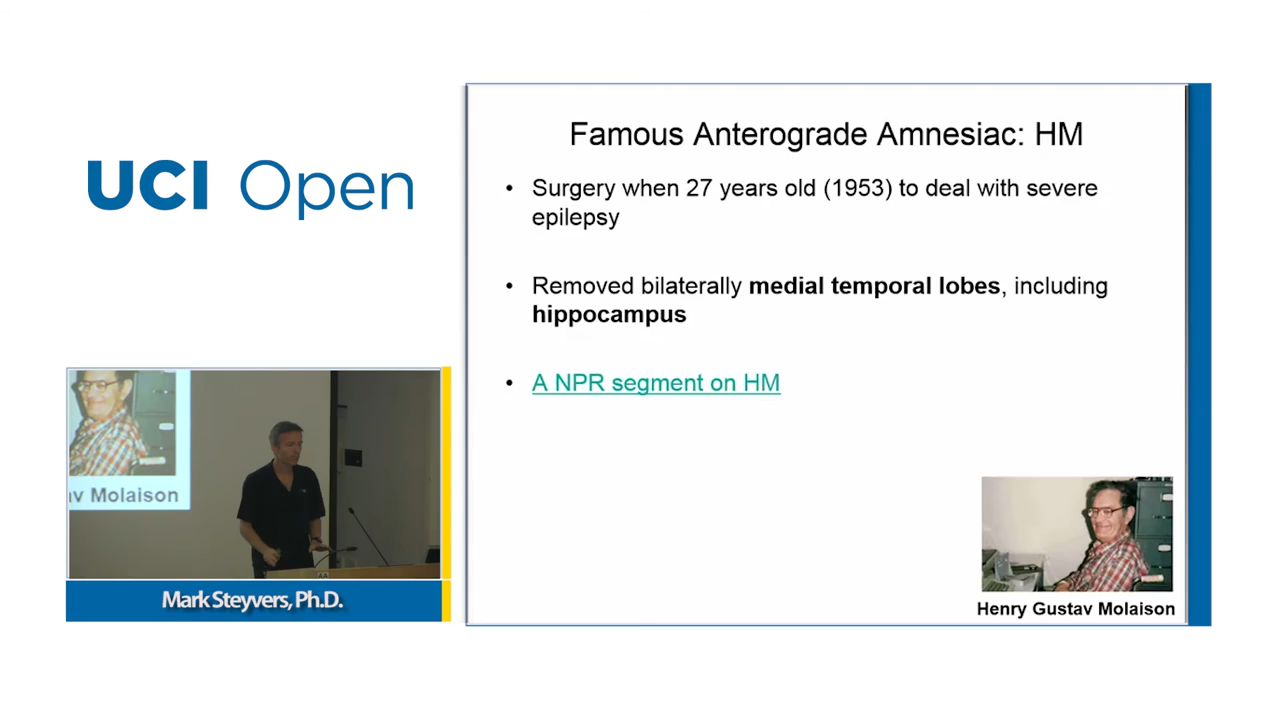 UCI Open
Famous Anterograde Amnesiac: HM
• Surgery when 27 years old (1953) to deal with severe
epilepsy
• Removed bilaterally medial temporal lobes, including
hippocampus
• A NPR segment on HM
Henry Gustav Molaison
av Molaison
Mark Steyvers, Ph.D.